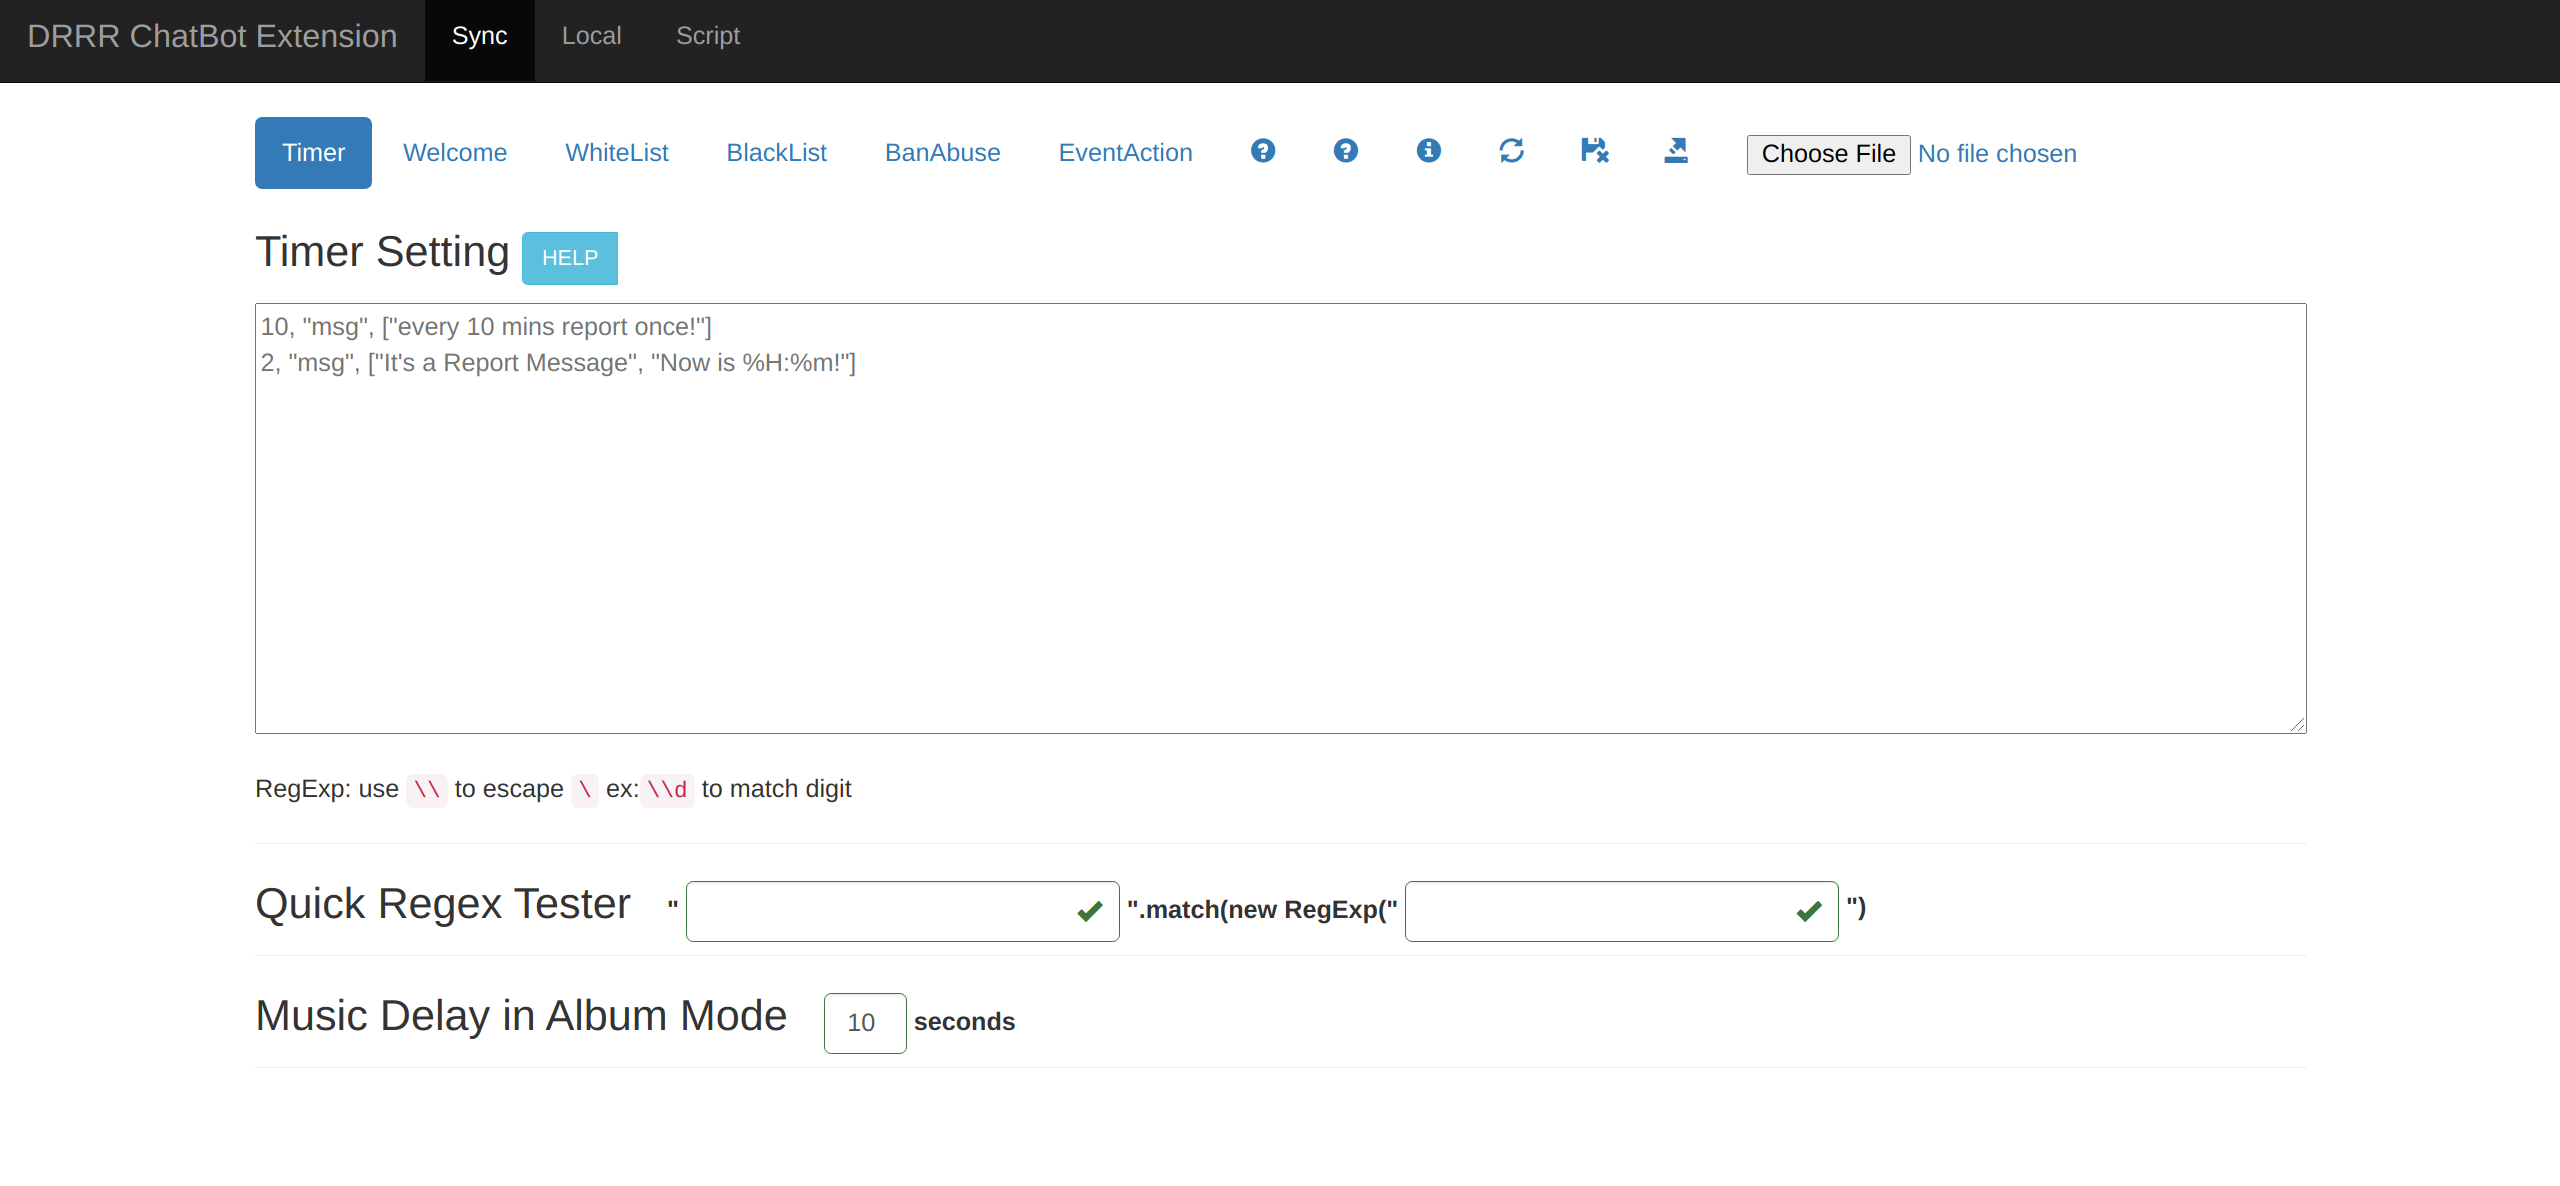 DRRR ChatBot Extension Sync Local Script
Timer Welcome WhiteList BlackList BanAbuse EventAction Choose File No file chosen
Timer Setting HELP
10, "msg", ["every 10 mins report once!"]
2, "msg", ["It's a Report Message", "Now is %H:%m!"]
RegExp: use \\ to escape \ ex:\\d to match digit
Quick Regex Tester " ".match(new RegExp(" ")
Music Delay in Album Mode 10 seconds